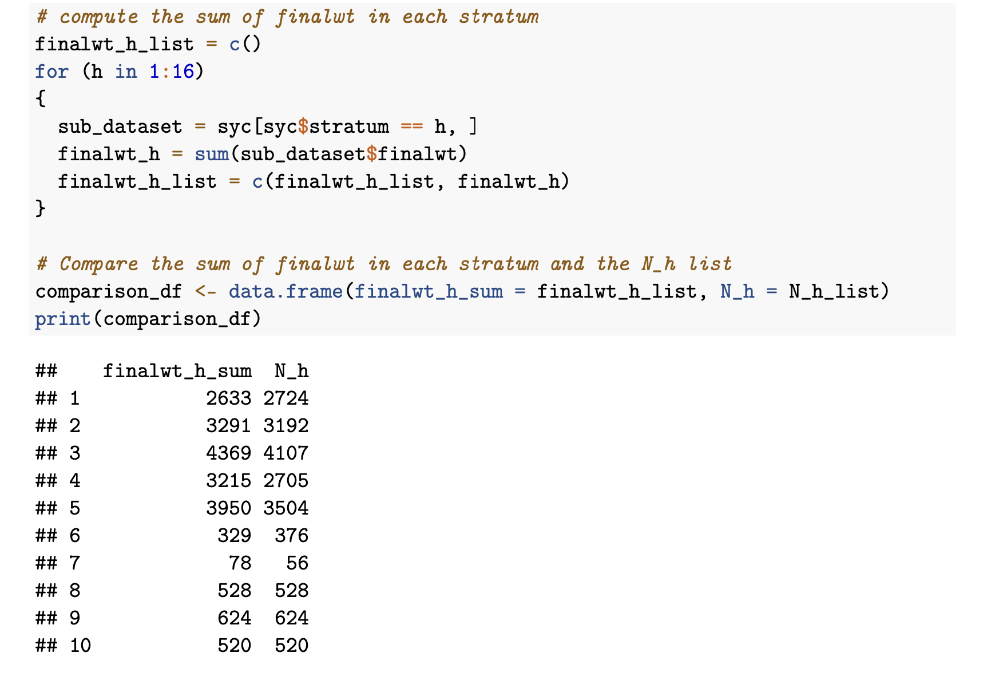 # compute the sum of finalwt in each stratum
finalwt_h_list = c()
for (h in 1:16)
{
  sub_dataset = syc[syc$stratum == h, ]
  finalwt_h = sum(sub_dataset$finalwt)
  finalwt_h_list = c(finalwt_h_list, finalwt_h)
}

# Compare the sum of finalwt in each stratum and the N_h list
comparison_df <- data.frame(finalwt_h_sum = finalwt_h_list, N_h = N_h_list)
print(comparison_df)

##    finalwt_h_sum  N_h
## 1           2633 2724
## 2           3291 3192
## 3           4369 4107
## 4           3215 2705
## 5           3950 3504
## 6            329  376
## 7             78   56
## 8            528  528
## 9            624  624
## 10           520  520